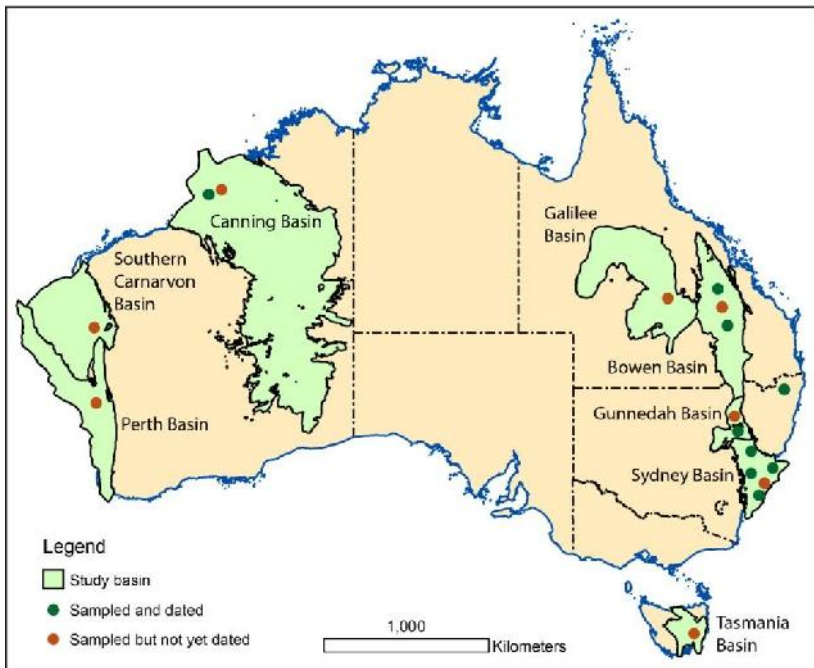 Canning Basin
Galilee
Basin
Southern
Carnarvon
Basin
Bowen Basin
Gunnedah Basin
Perth Basin
Sydney Basin
Legend
Study basin
Sampled and dated
Sampled but not yet dated
1,000
Kilometers
Tasmania
Basin